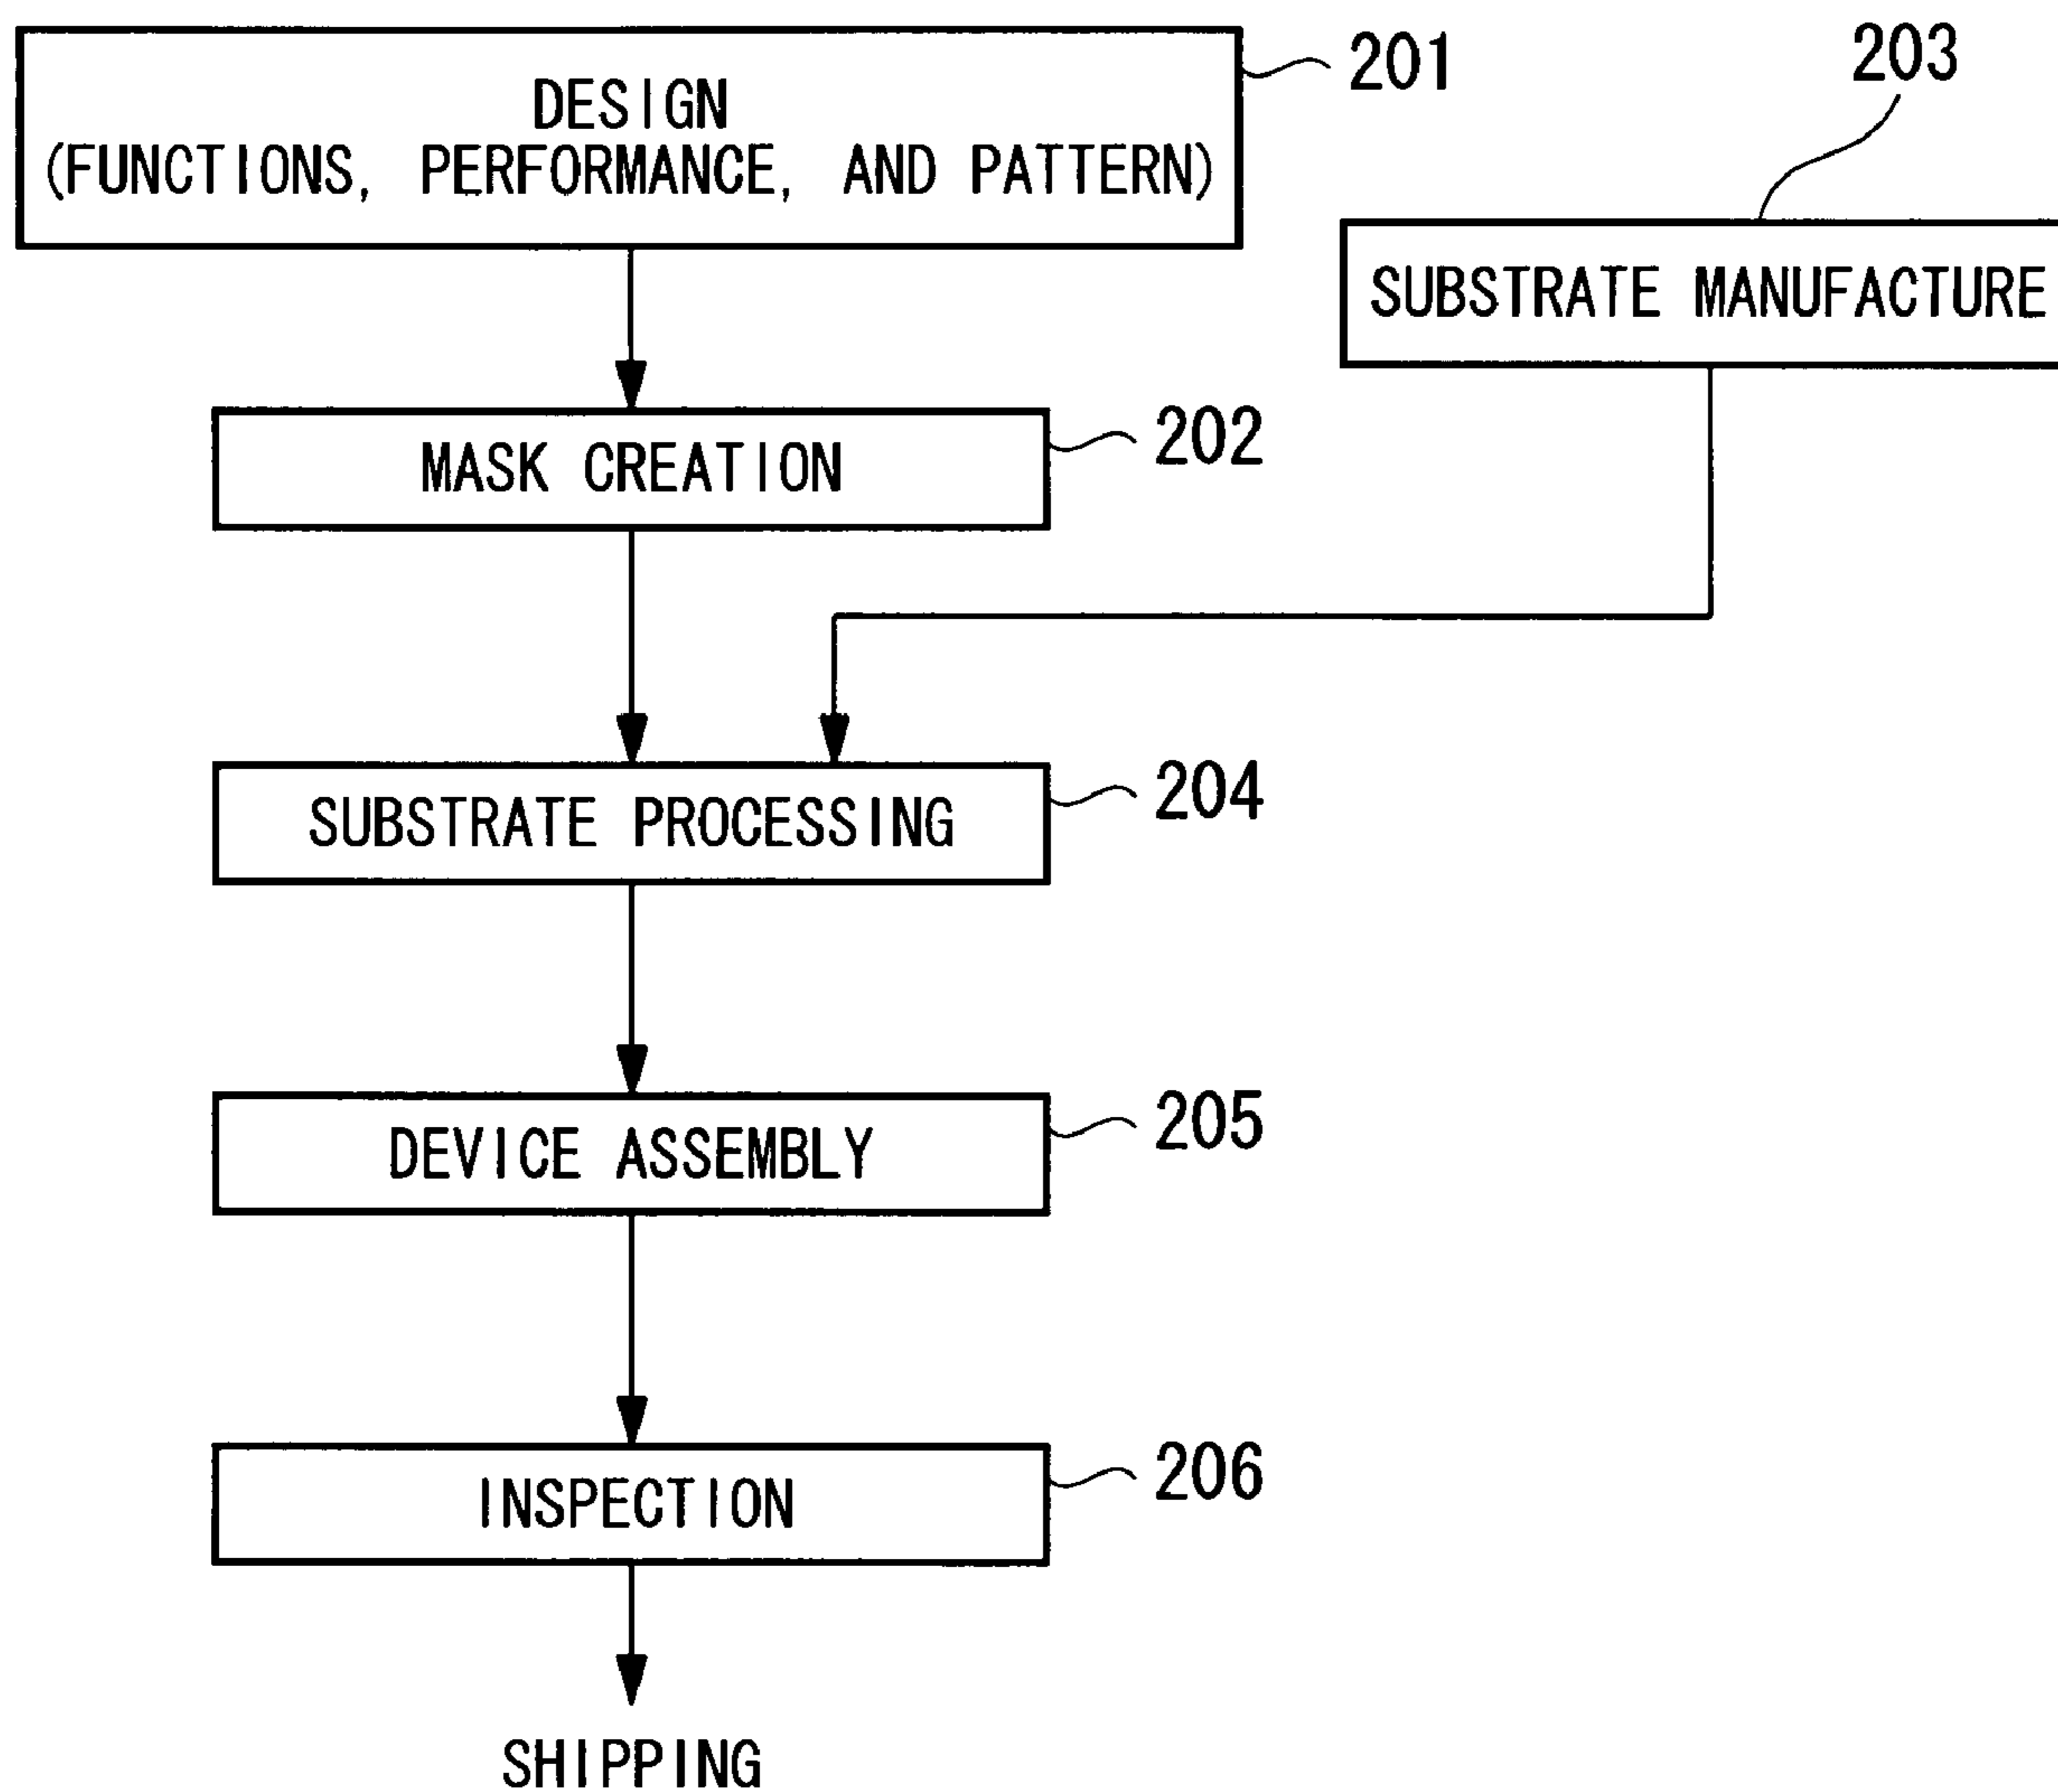 DESIGN
(FUNCTIONS, PERFORMANCE, AND PATTERN)
201
203
SUBSTRATE MANUFACTURE
MASK CREATION
202
SUBSTRATE PROCESSING
204
DEVICE ASSEMBLY
205
INSPECTION
206
SHIPPING